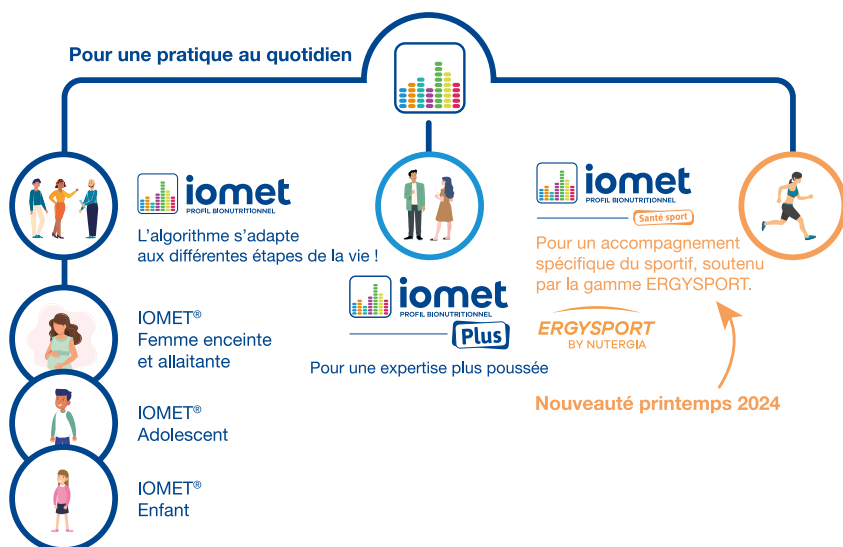 Pour une pratique au quotidien
iomet
PROFIL BIONUTRITIONNEL
L'algorithme s'adapte
aux différentes étapes de la vie !
IOMET®
Femme enceinte
et allaitante
IOMET®
Adolescent
IOMET®
Enfant
iomet
PROFIL BIONUTRITIONNEL
Plus
Pour une expertise plus poussée
iomet
PROFIL BIONUTRITIONNEL
Santé sport
Pour un accompagnement
spécifique du sportif, soutenu
par la gamme ERGYSPORT.
ERGYSPORT
BY NUTERGIA
Nouveauté printemps 2024